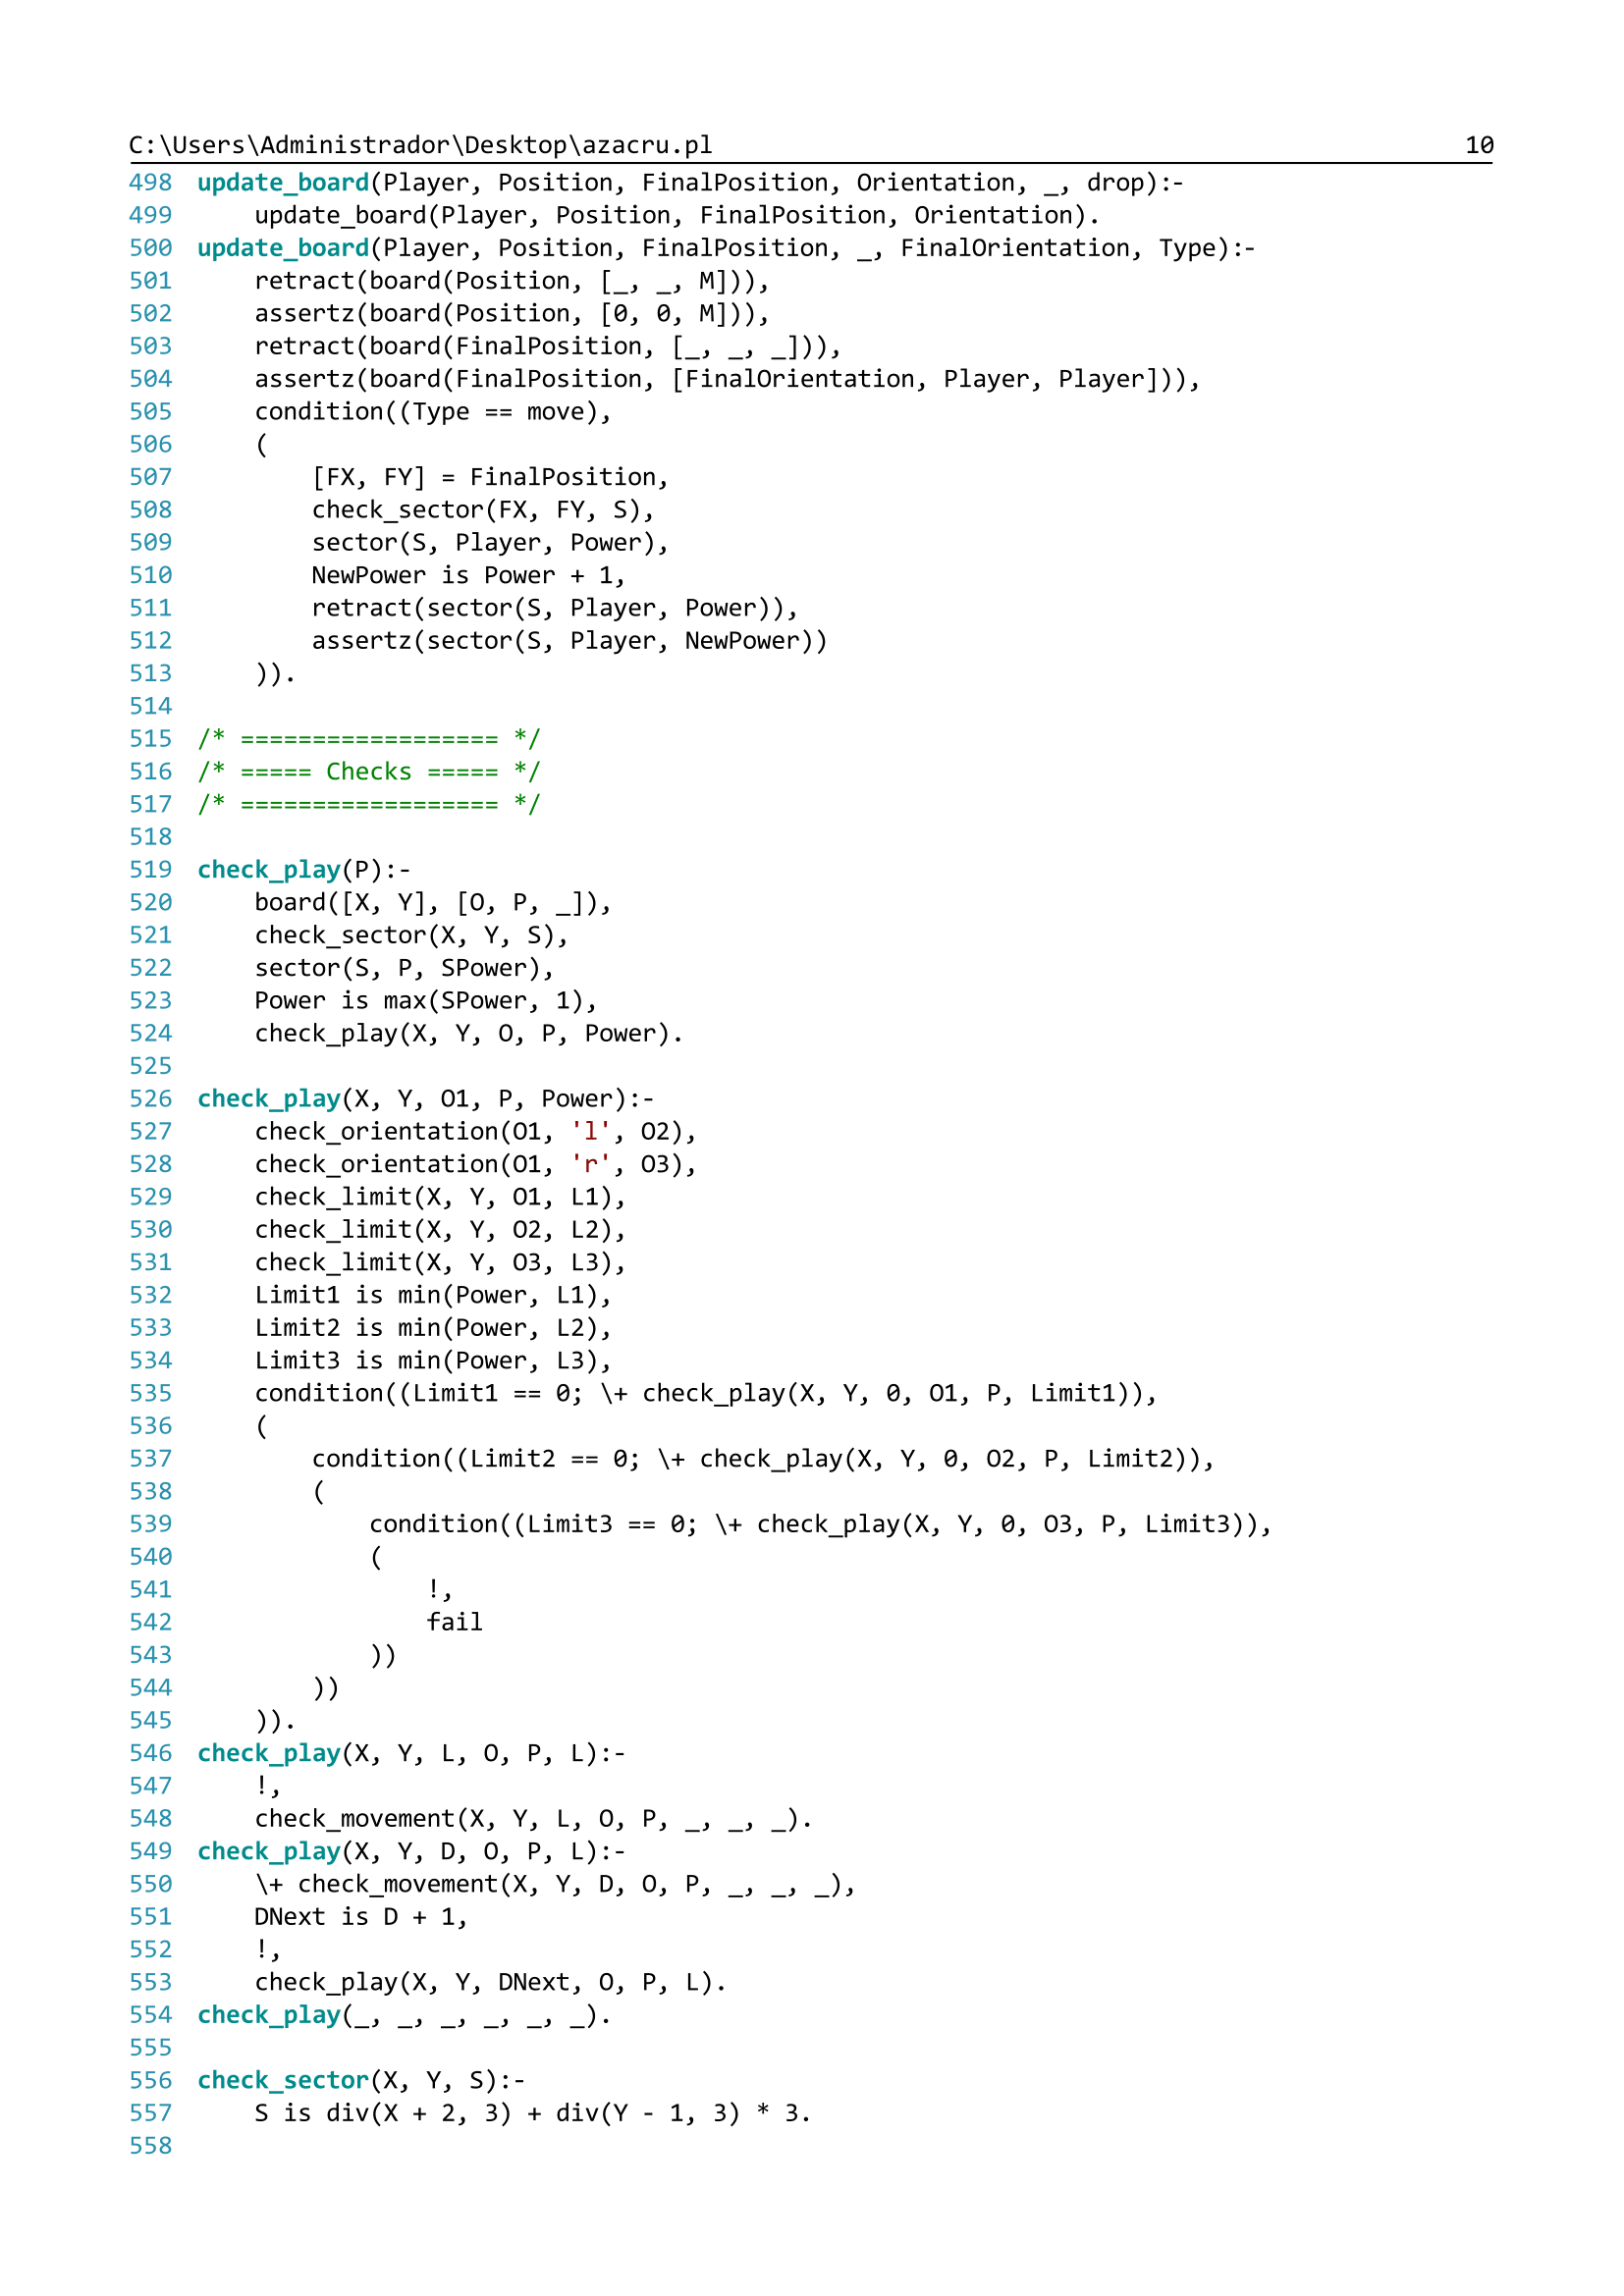 C:\Users\Administrador\Desktop\azacru.pl 10
498 update_board(Player, Position, FinalPosition, Orientation, _, drop):-
499     update_board(Player, Position, FinalPosition, Orientation).
500 update_board(Player, Position, FinalPosition, _, FinalOrientation, Type):-
501     retract(board(Position, [_, _, M])),
502     assertz(board(Position, [0, 0, M])),
503     retract(board(FinalPosition, [_, _, _])),
504     assertz(board(FinalPosition, [FinalOrientation, Player, Player])),
505     condition((Type == move),
506     (
507         [FX, FY] = FinalPosition,
508         check_sector(FX, FY, S),
509         sector(S, Player, Power),
510         NewPower is Power + 1,
511         retract(sector(S, Player, Power)),
512         assertz(sector(S, Player, NewPower))
513     )).
514
515 /* ================== */
516 /* ===== Checks ===== */
517 /* ================== */
518
519 check_play(P):-
520     board([X, Y], [O, P, _]),
521     check_sector(X, Y, S),
522     sector(S, P, SPower),
523     Power is max(SPower, 1),
524     check_play(X, Y, O, P, Power).
525
526 check_play(X, Y, O1, P, Power):-
527     check_orientation(O1, 'l', O2),
528     check_orientation(O1, 'r', O3),
529     check_limit(X, Y, O1, L1),
530     check_limit(X, Y, O2, L2),
531     check_limit(X, Y, O3, L3),
532     Limit1 is min(Power, L1),
533     Limit2 is min(Power, L2),
534     Limit3 is min(Power, L3),
535     condition((Limit1 == 0; \+ check_play(X, Y, 0, O1, P, Limit1)),
536     (
537         condition((Limit2 == 0; \+ check_play(X, Y, 0, O2, P, Limit2)),
538         (
539             condition((Limit3 == 0; \+ check_play(X, Y, 0, O3, P, Limit3)),
540             (
541                 !,
542                 fail
543             ))
544         ))
545     )).
546 check_play(X, Y, L, O, P, L):-
547     !,
548     check_movement(X, Y, L, O, P, _, _, _).
549 check_play(X, Y, D, O, P, L):-
550     \+ check_movement(X, Y, D, O, P, _, _, _),
551     DNext is D + 1,
552     !,
553     check_play(X, Y, DNext, O, P, L).
554 check_play(_, _, _, _, _, _).
555
556 check_sector(X, Y, S):-
557     S is div(X + 2, 3) + div(Y - 1, 3) * 3.
558